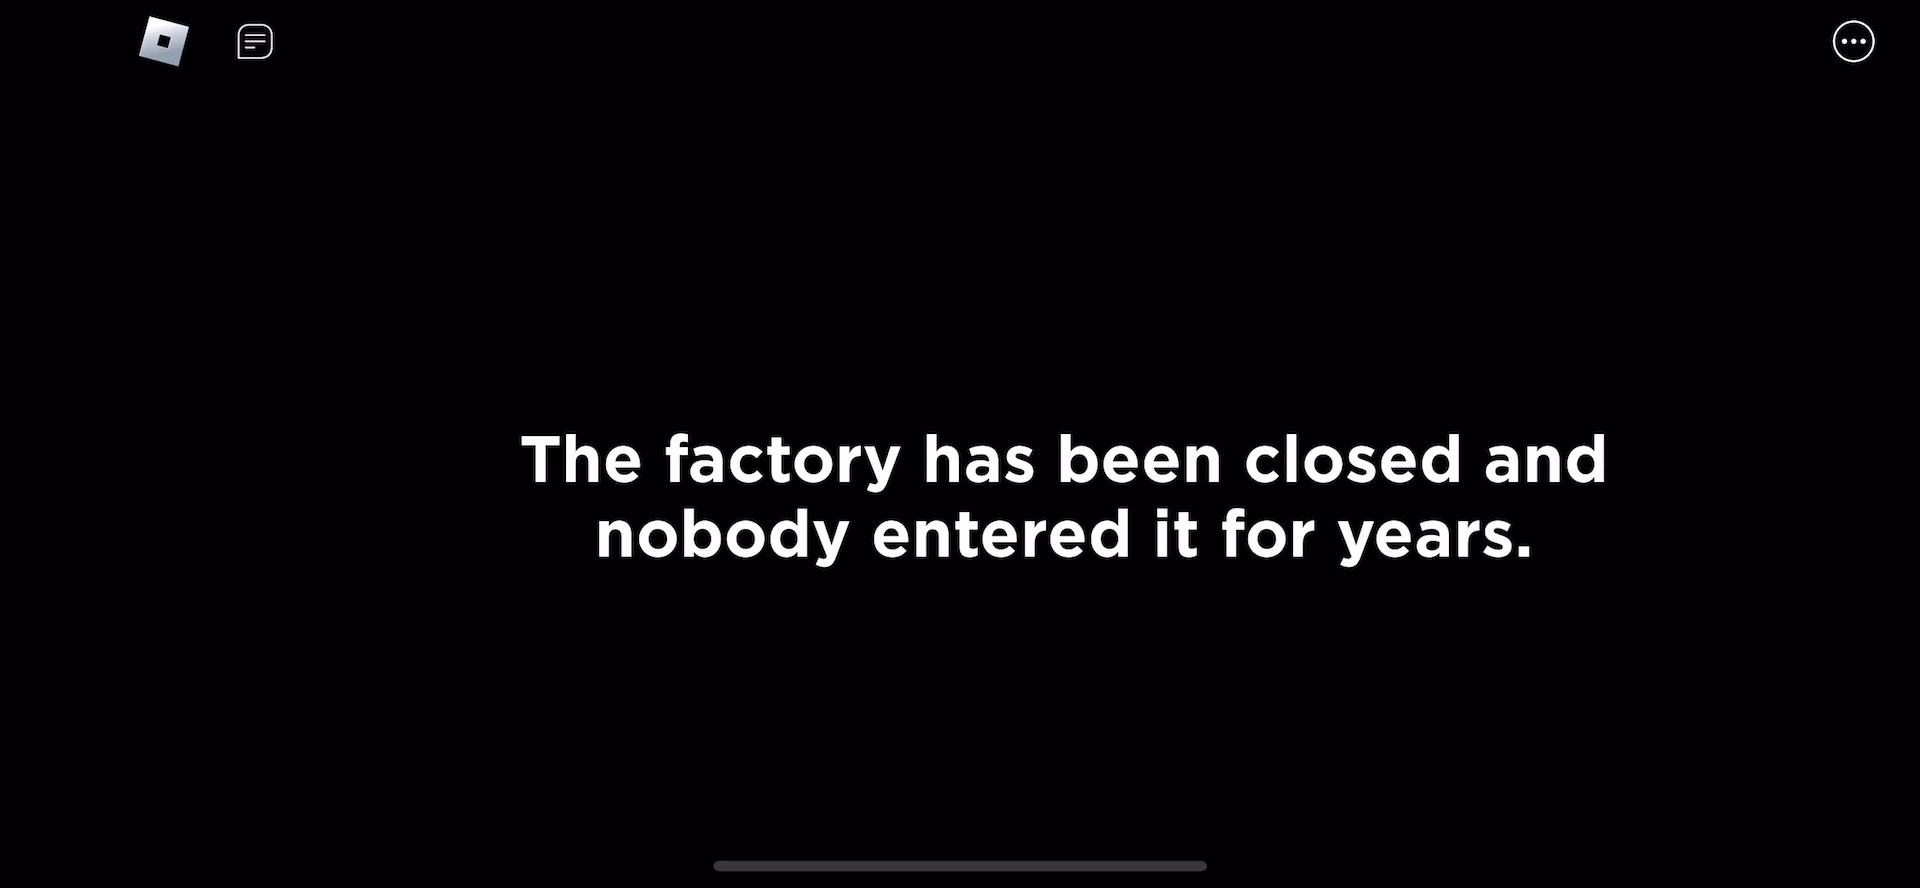 The factory has been closed and
nobody entered it for years.